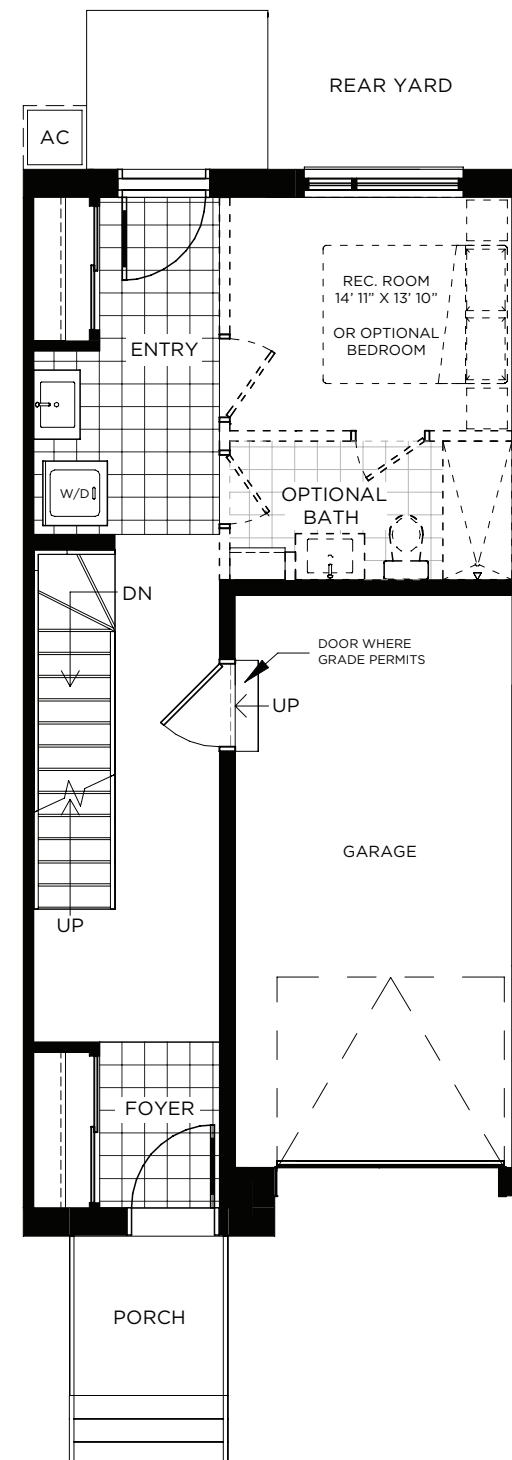 REAR YARD
AC
REC. ROOM
14' 11" X 13' 10"
OR OPTIONAL
BEDROOM
ENTRY
W/D
OPTIONAL
BATH
DN
DOOR WHERE
GRADE PERMITS
UP
GARAGE
UP
FOYER
PORCH